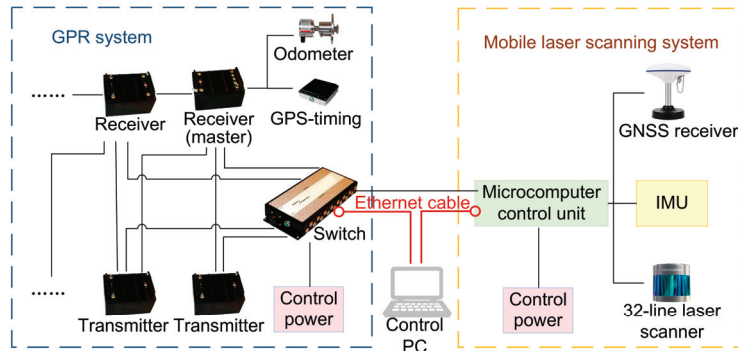 GPR system
Odometer
GPS-timing
......
Receiver
Receiver
(master)
Switch
......
Transmitter
Transmitter
Control
power
Ethernet cable
Control
PC
Mobile laser scanning system
GNSS receiver
Microcomputer
control unit
IMU
Control
power
32-line laser
scanner